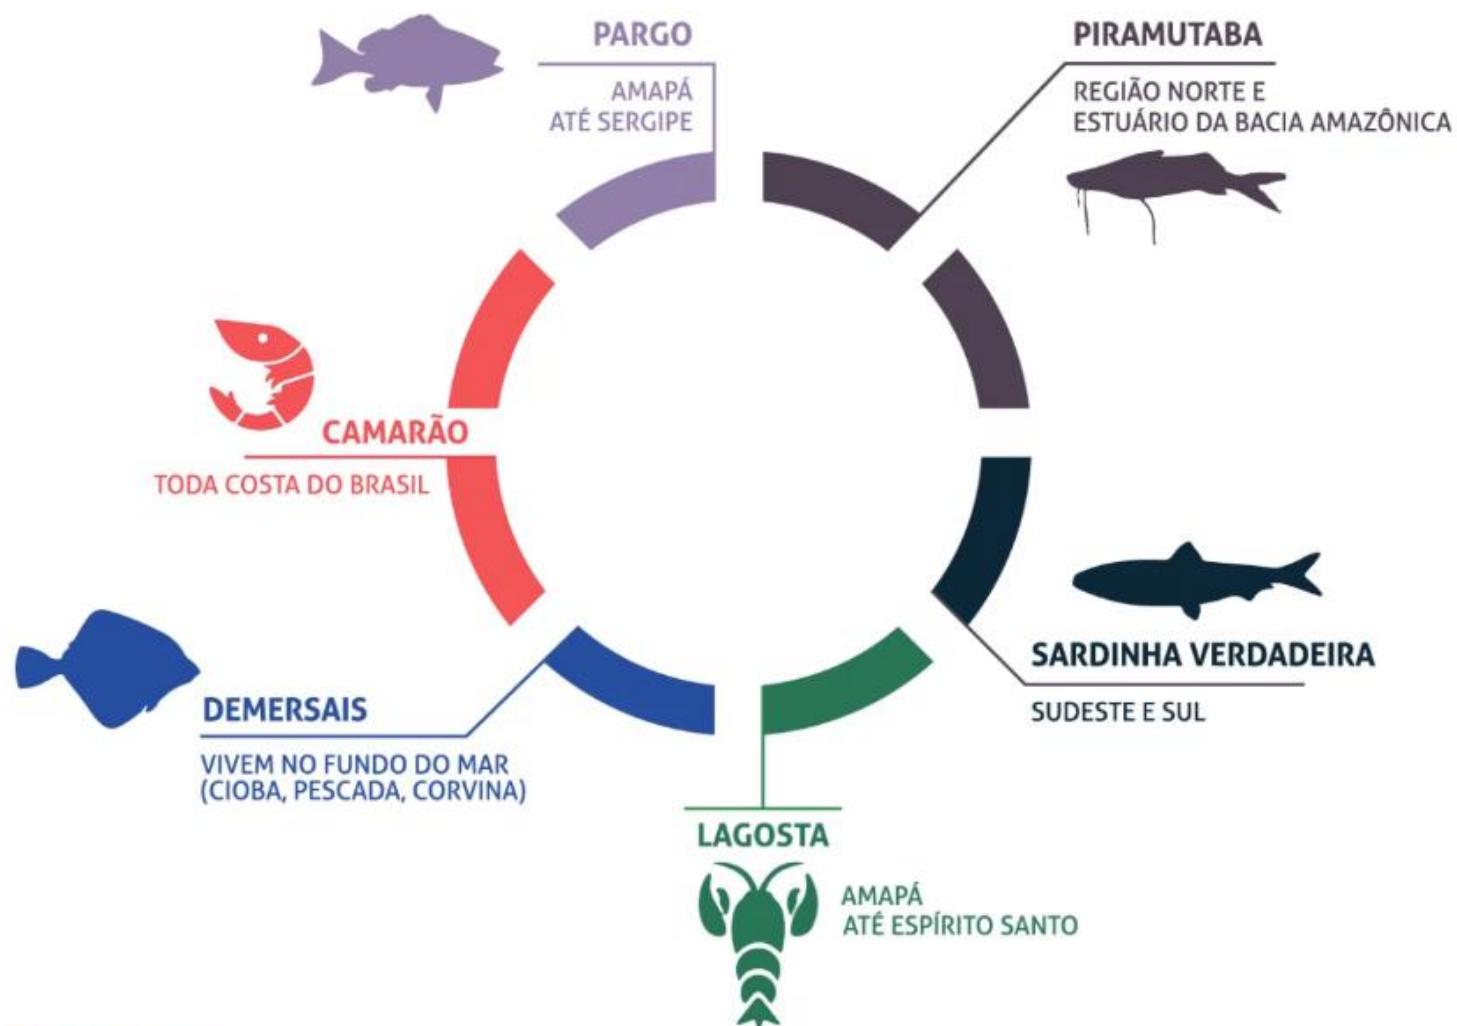 PARGO
AMAPÁ
ATÉ SERGIPE
PIRAMUTABA
REGIÃO NORTE E
ESTUÁRIO DA BACIA AMAZÔNICA
CAMARÃO
TODA COSTA DO BRASIL
SARDINHA VERDADEIRA
SUDESTE E SUL
DEMERSAIS
VIVEM NO FUNDO DO MAR
(CIOBA, PESCADA, CORVINA)
LAGOSTA
AMAPÁ
ATÉ ESPÍRITO SANTO